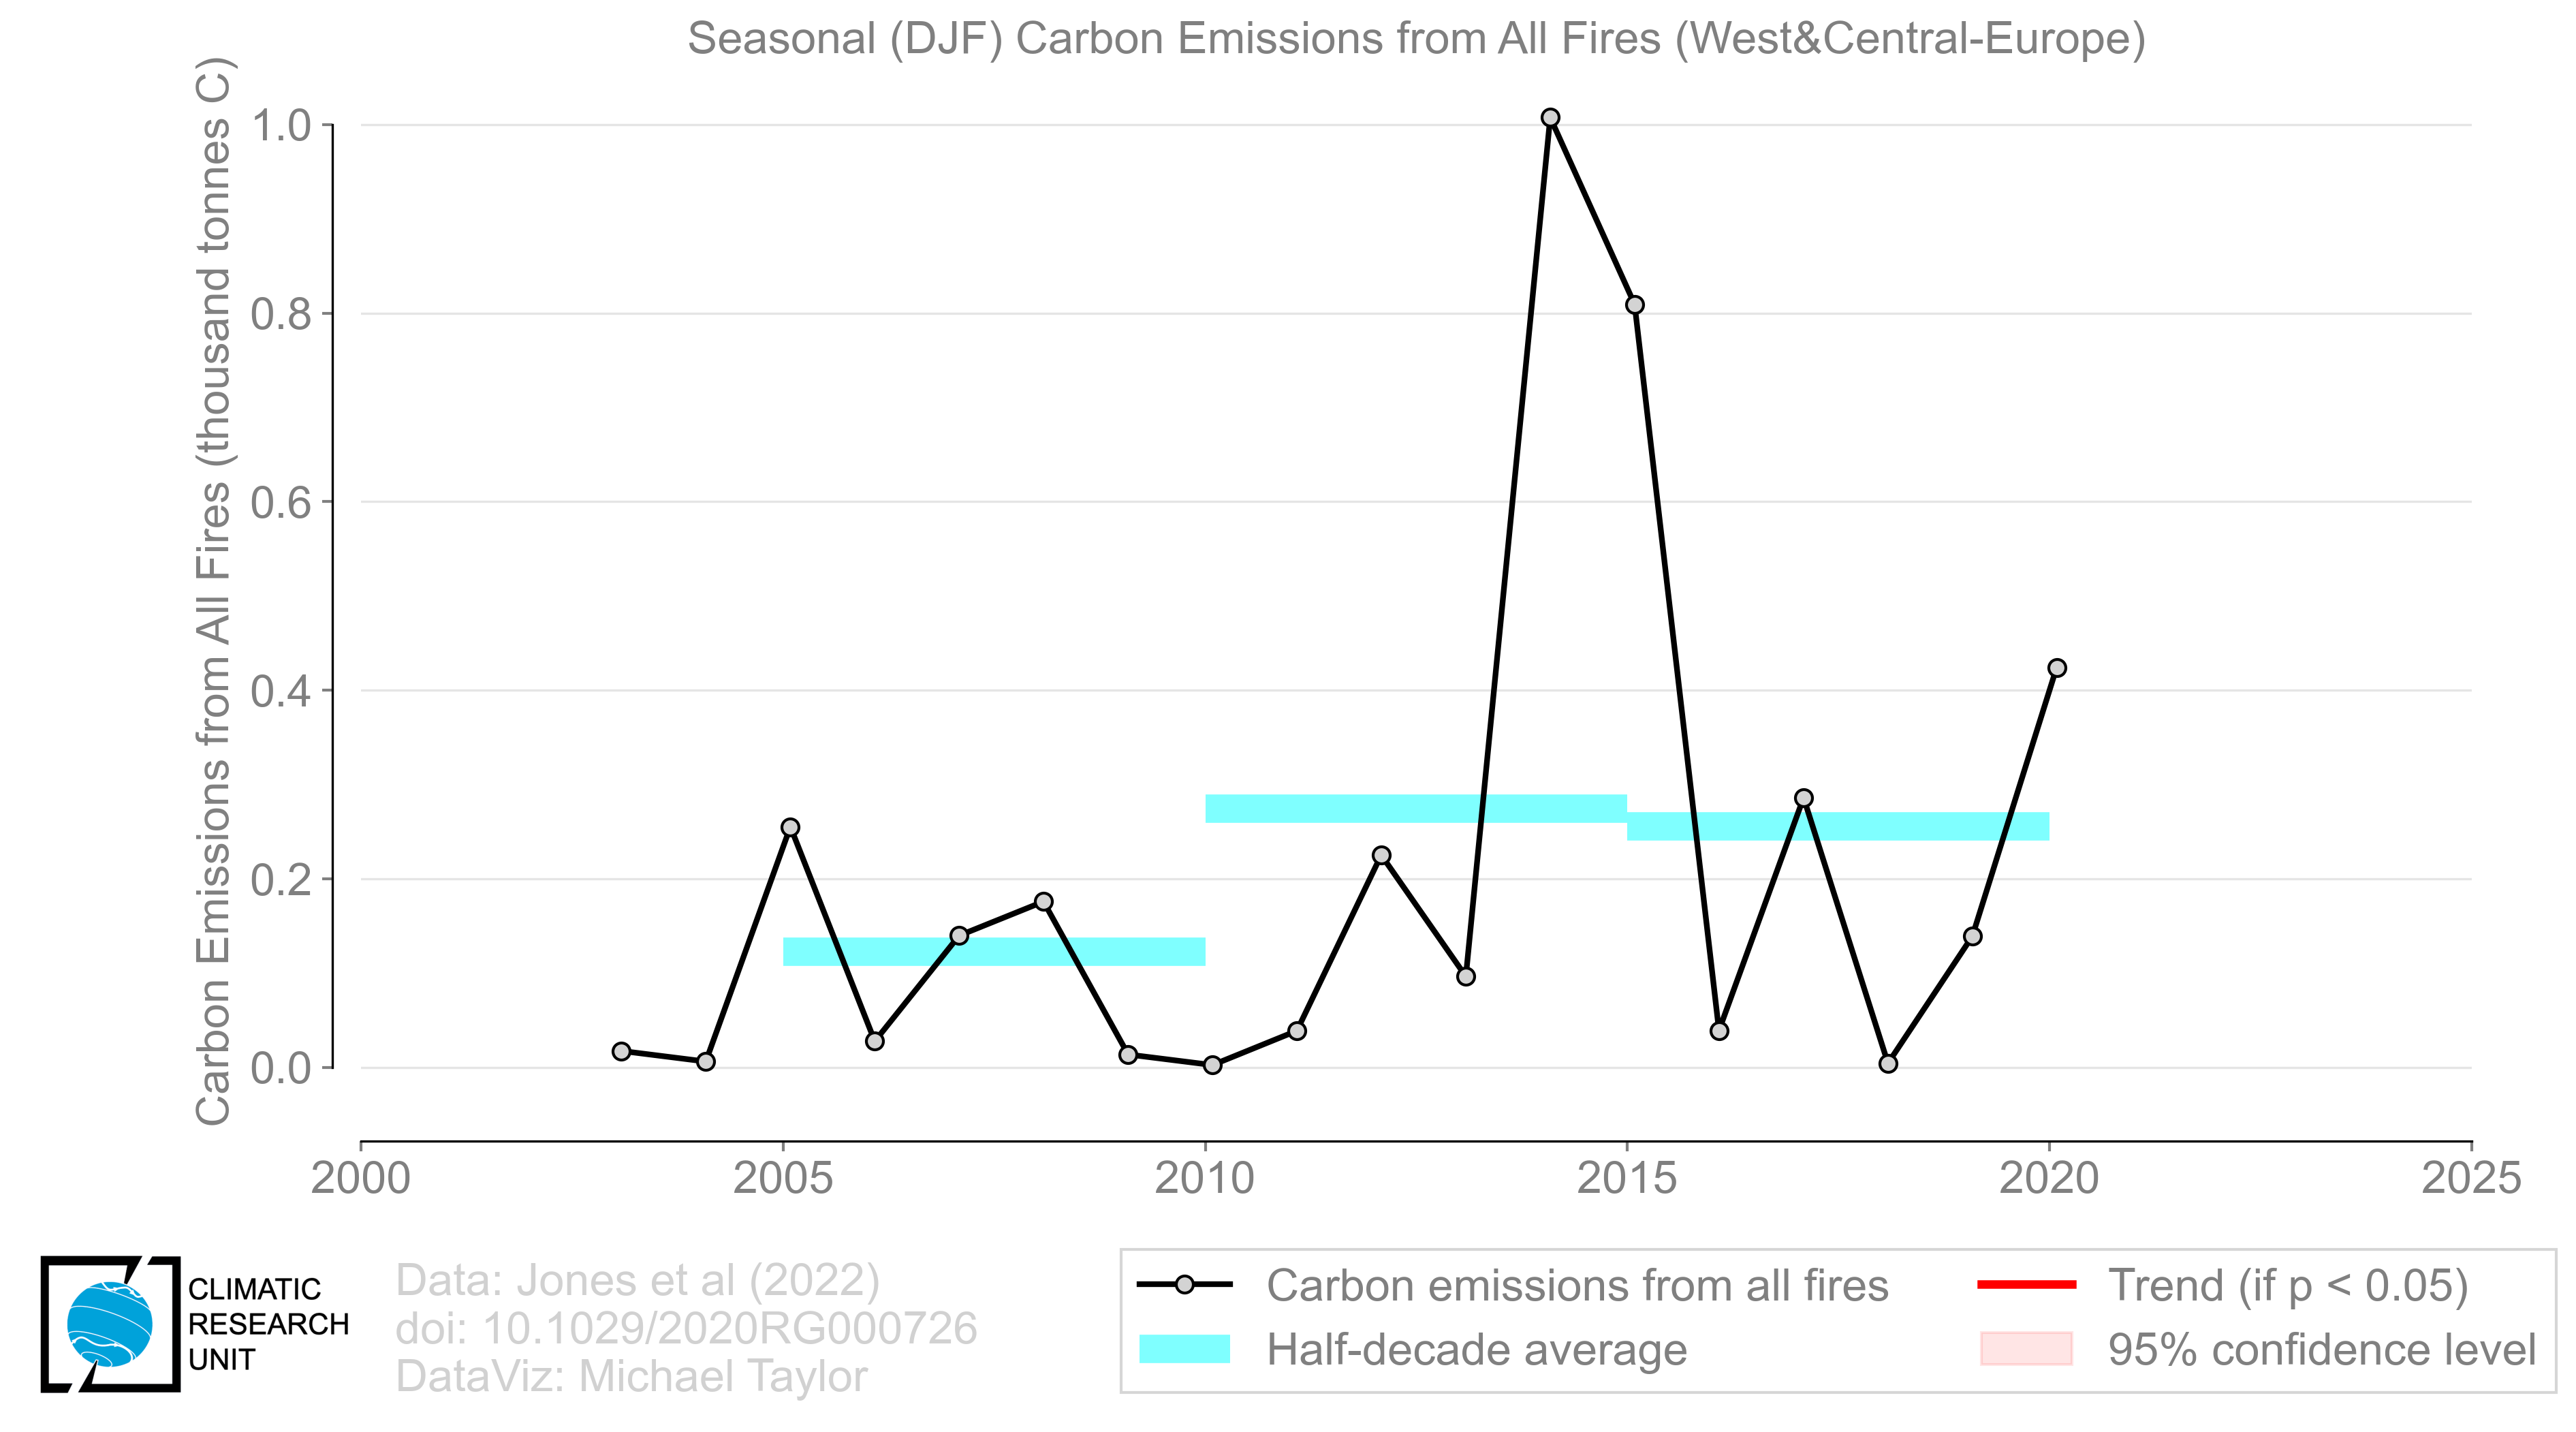 Seasonal (DJF) Carbon Emissions from All Fires (West&Central-Europe)
Carbon Emissions from All Fires (thousand tonnes C)
1.0
0.8
0.6
0.4
0.2
0.0
2000 2005 2010 2015 2020 2025
CLIMATIC
RESEARCH
UNIT
Data: Jones et al (2022)
doi: 10.1029/2020RG000726
DataViz: Michael Taylor
Carbon emissions from all fires
Half-decade average
Trend (if p < 0.05)
95% confidence level